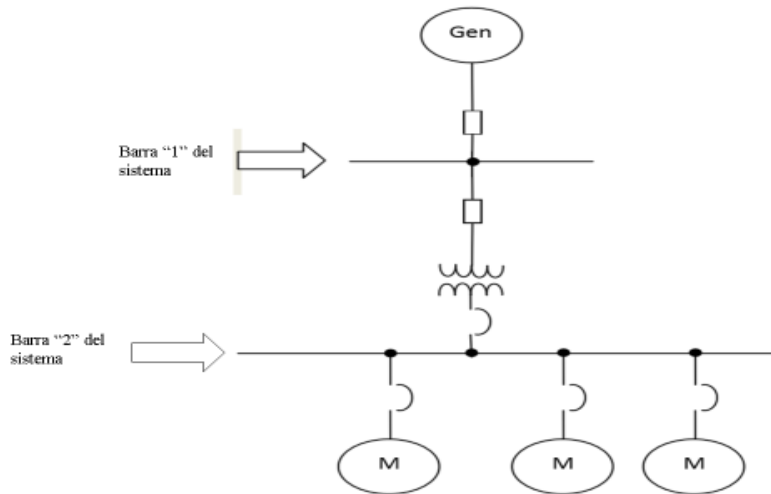 Gen
Barra “1” del
sistema
Barra “2” del
sistema
M
M
M